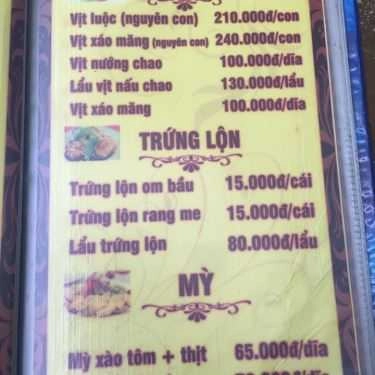 Vịt luộc (nguyên con) 210.000đ/con
Vịt xáo măng (nguyên con) 240.000đ/con
Vịt nướng chao 100.000đ/dĩa
Lẩu vịt nấu chao 130.000đ/lẩu
Vịt xáo măng 100.000đ/dĩa
TRỨNG LỘN
Trứng lộn om bầu 15.000đ/cái
Trứng lộn rang me 15.000đ/cái
Lẩu trứng lộn 80.000đ/lẩu
MỲ
Mỳ xào tôm + thịt 65.000đ/dĩa